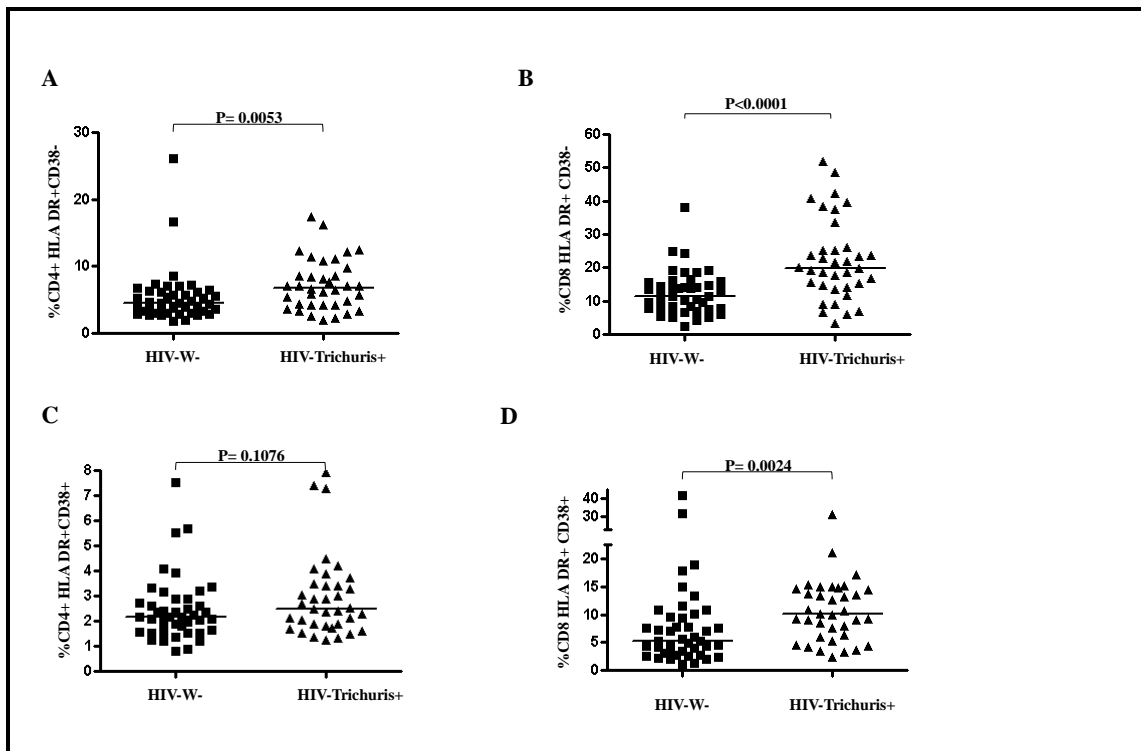 A
P= 0.0053
%CD4+ HLA DR+CD38-
30
20
10
0
HIV-W-
HIV-Trichuris+
B
P<0.0001
%CD8 HLA DR+ CD38-
60
50
40
30
20
10
0
HIV-W-
HIV-Trichuris+
C
P= 0.1076
%CD4+ HLA DR+CD38+
8
7
6
5
4
3
2
1
0
HIV-W-
HIV-Trichuris+
D
P= 0.0024
%CD8 HLA DR+ CD38+
40
30
20
15
10
5
0
HIV-W-
HIV-Trichuris+